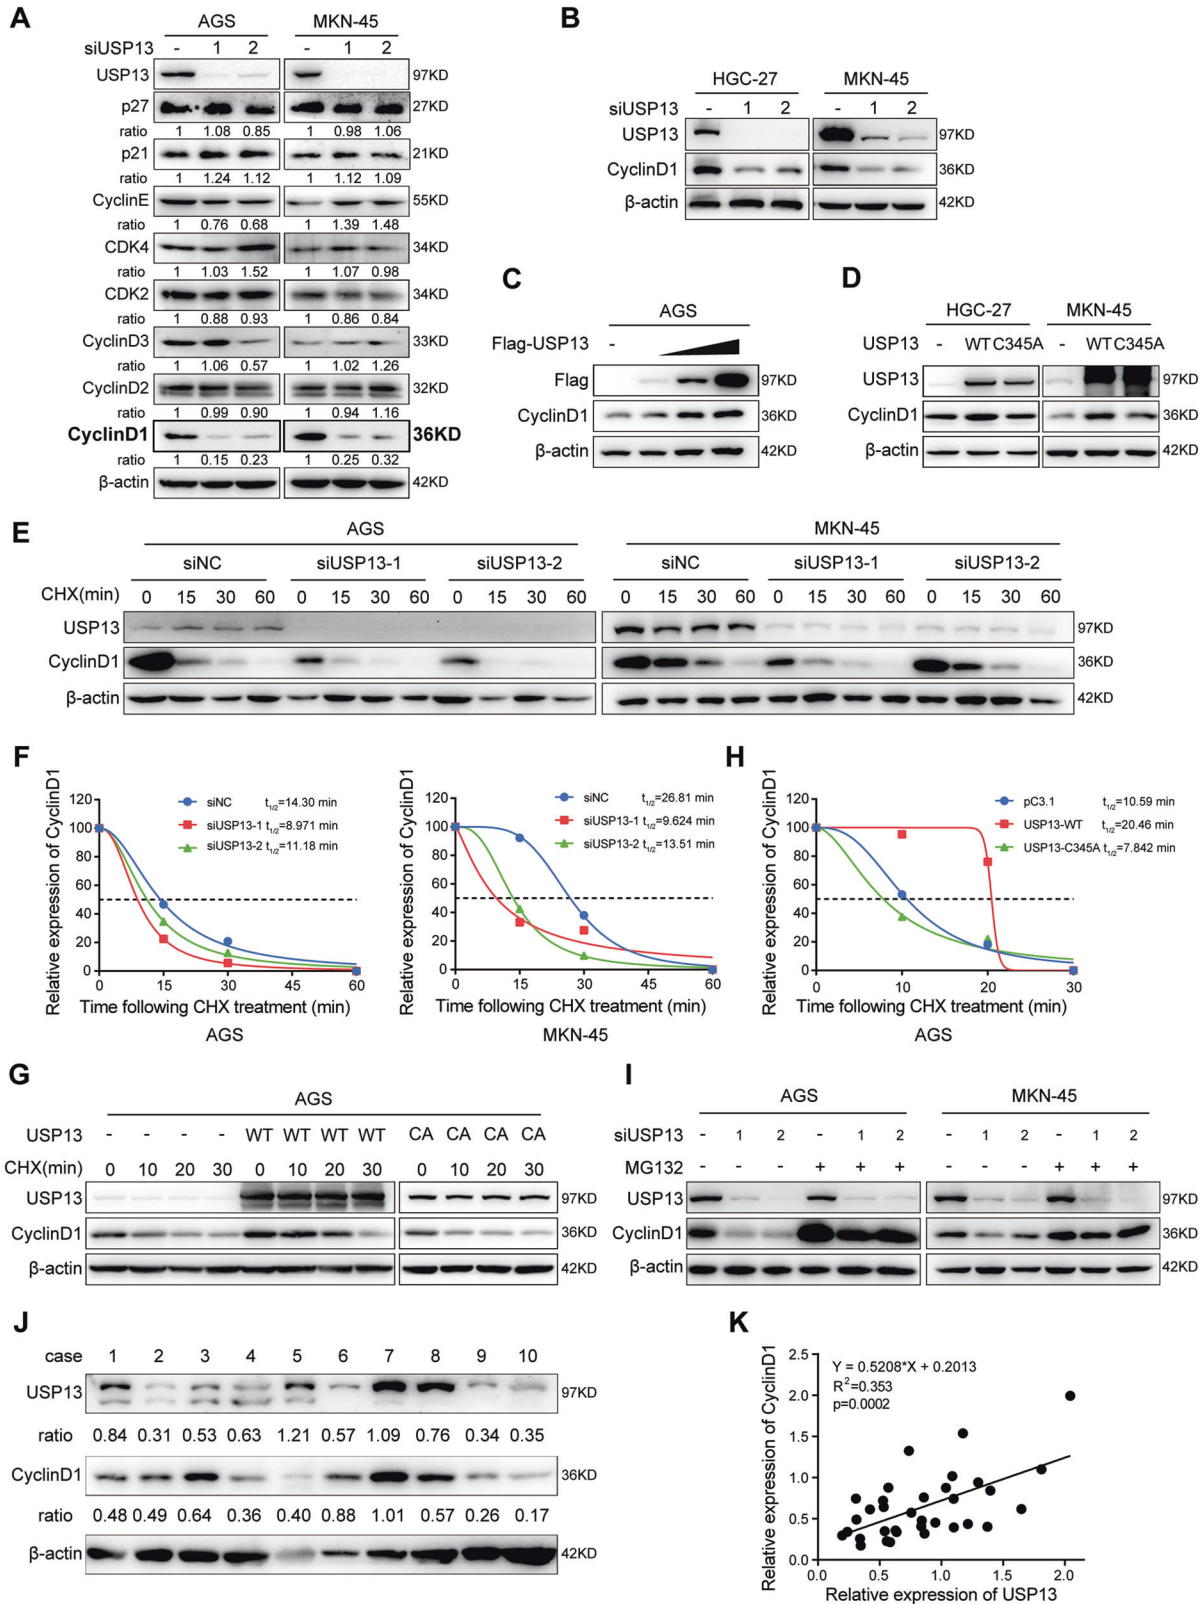 A
AGS MKN-45
siUSP13 - 1 2 - 1 2
USP13 97KD
p27 27KD
ratio 1 1.08 0.85 1 0.98 1.06
p21 21KD
ratio 1 1.24 1.12 1 1.12 1.09
CyclinE 55KD
ratio 1 0.76 0.68 1 1.39 1.48
CDK4 34KD
ratio 1 1.03 1.52 1 1.07 0.98
CDK2 34KD
ratio 1 0.88 0.93 1 0.86 0.84
CyclinD3 33KD
ratio 1 1.06 0.57 1 1.02 1.26
CyclinD2 32KD
ratio 1 0.99 0.90 1 0.94 1.16
CyclinD1 36KD
ratio 1 0.15 0.23 1 0.25 0.32
β-actin 42KD
B
HGC-27 MKN-45
siUSP13 - 1 2 - 1 2
USP13 97KD
CyclinD1 36KD
β-actin 42KD
C
AGS
Flag-USP13 -
Flag 97KD
CyclinD1 36KD
β-actin 42KD
D
HGC-27 MKN-45
USP13 - WT C345A - WT C345A
USP13 97KD
CyclinD1 36KD
β-actin 42KD
E
AGS MKN-45
siNC siUSP13-1 siUSP13-2 siNC siUSP13-1 siUSP13-2
CHX(min) 0 15 30 60 0 15 30 60 0 15 30 60 0 15 30 60 0 15 30 60 0 15 30 60
USP13 97KD
CyclinD1 36KD
β-actin 42KD
F
Relative expression of CyclinD1
120
100
80
60
40
20
0
siNC t1/2=14.30 min
siUSP13-1 t1/2=8.971 min
siUSP13-2 t1/2=11.18 min
0 15 30 45 60
Time following CHX treatment (min)
AGS
Relative expression of CyclinD1
120
100
80
60
40
20
0
siNC t1/2=26.81 min
siUSP13-1 t1/2=9.624 min
siUSP13-2 t1/2=13.51 min
0 15 30 45 60
Time following CHX treatment (min)
MKN-45
H
Relative expression of CyclinD1
120
100
80
60
40
20
0
pC3.1 t1/2=10.59 min
USP13-WT t1/2=20.46 min
USP13-C345A t1/2=7.842 min
0 10 20 30
Time following CHX treatment (min)
AGS
G
AGS
USP13 - - - - WT WT WT WT CA CA CA CA
CHX(min) 0 10 20 30 0 10 20 30 0 10 20 30
USP13 97KD
CyclinD1 36KD
β-actin 42KD
I
AGS MKN-45
siUSP13 - 1 2 - 1 2 - 1 2 - 1 2
MG132 - - - + + + - - - + + +
USP13 97KD
CyclinD1 36KD
β-actin 42KD
J
case 1 2 3 4 5 6 7 8 9 10
USP13 97KD
ratio 0.84 0.31 0.53 0.63 1.21 0.57 1.09 0.76 0.34 0.35
CyclinD1 36KD
ratio 0.48 0.49 0.64 0.36 0.40 0.88 1.01 0.57 0.26 0.17
β-actin 42KD
K
Relative expression of CyclinD1
2.5
2.0
1.5
1.0
0.5
0.0
Y = 0.5208*X + 0.2013
R²=0.353
p=0.0002
0.0 0.5 1.0 1.5 2.0
Relative expression of USP13